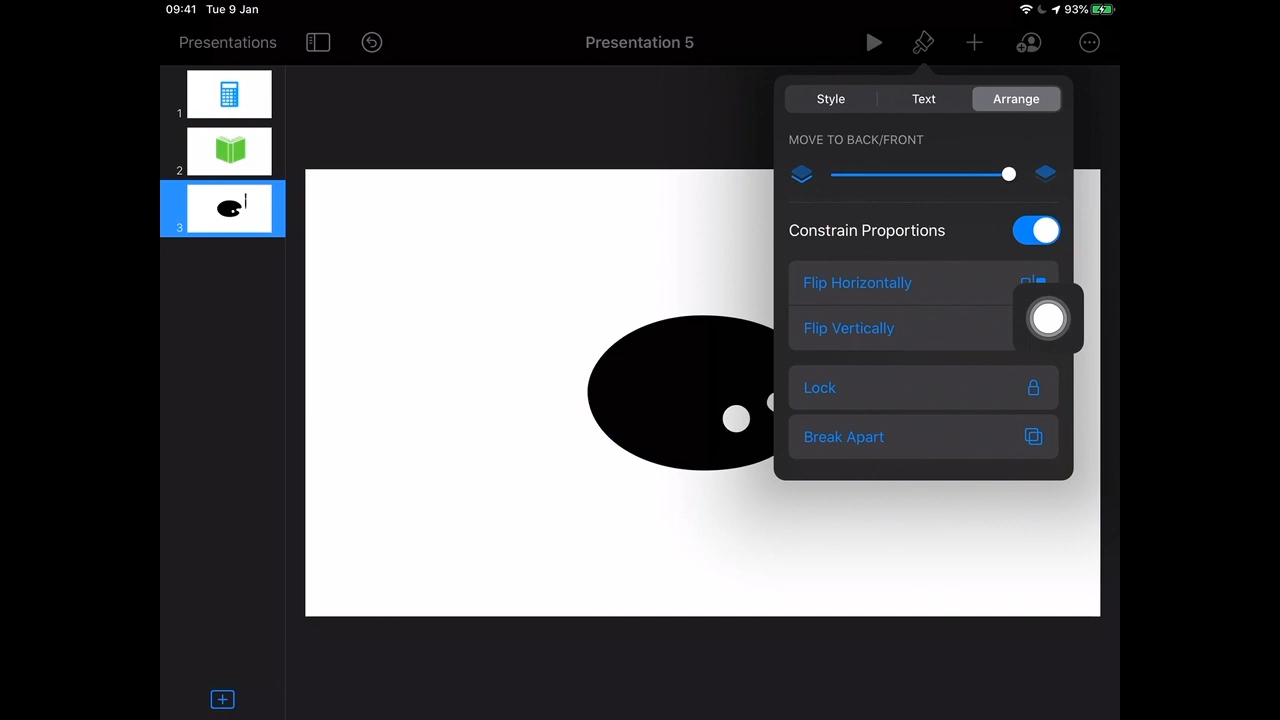 09:41 Tue 9 Jan 93%
Presentations Presentation 5
Style Text Arrange
1
MOVE TO BACK/FRONT
2
Constrain Proportions
3
Flip Horizontally
Flip Vertically
Lock
Break Apart